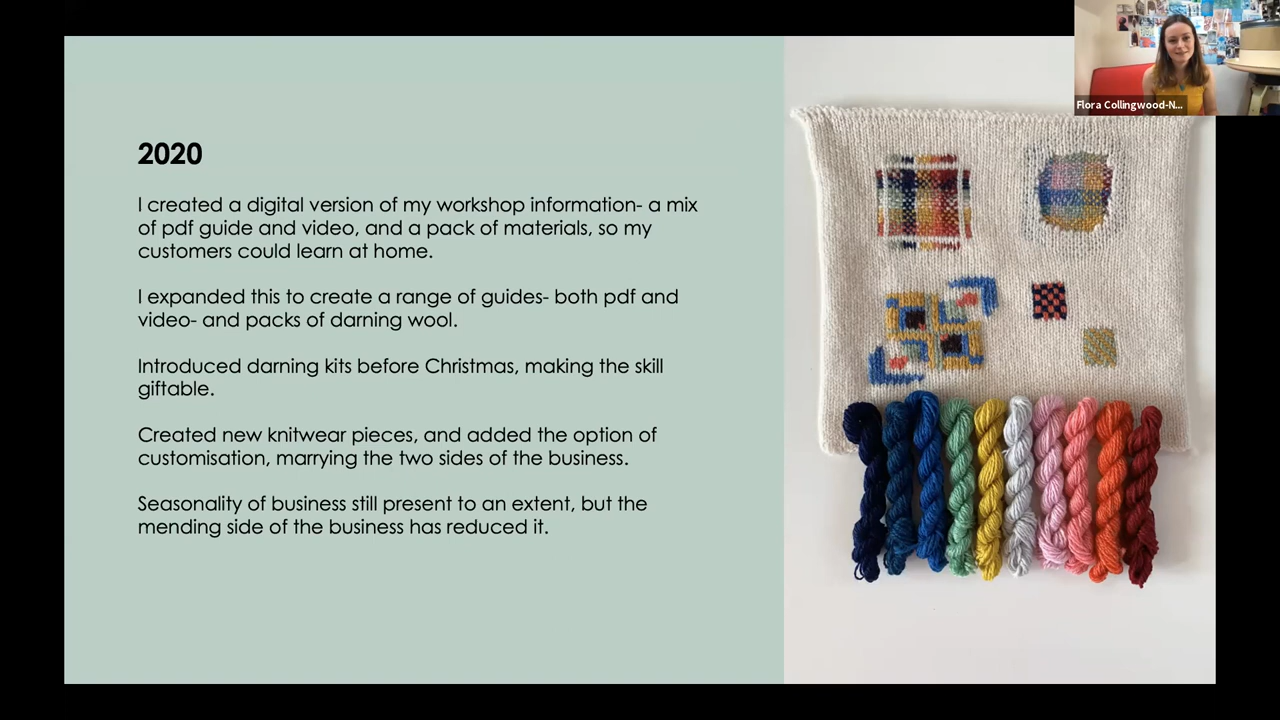 Flora Collingwood-N...
2020
I created a digital version of my workshop information- a mix
of pdf guide and video, and a pack of materials, so my
customers could learn at home.
I expanded this to create a range of guides- both pdf and
video- and packs of darning wool.
Introduced darning kits before Christmas, making the skill
giftable.
Created new knitwear pieces, and added the option of
customisation, marrying the two sides of the business.
Seasonality of business still present to an extent, but the
mending side of the business has reduced it.